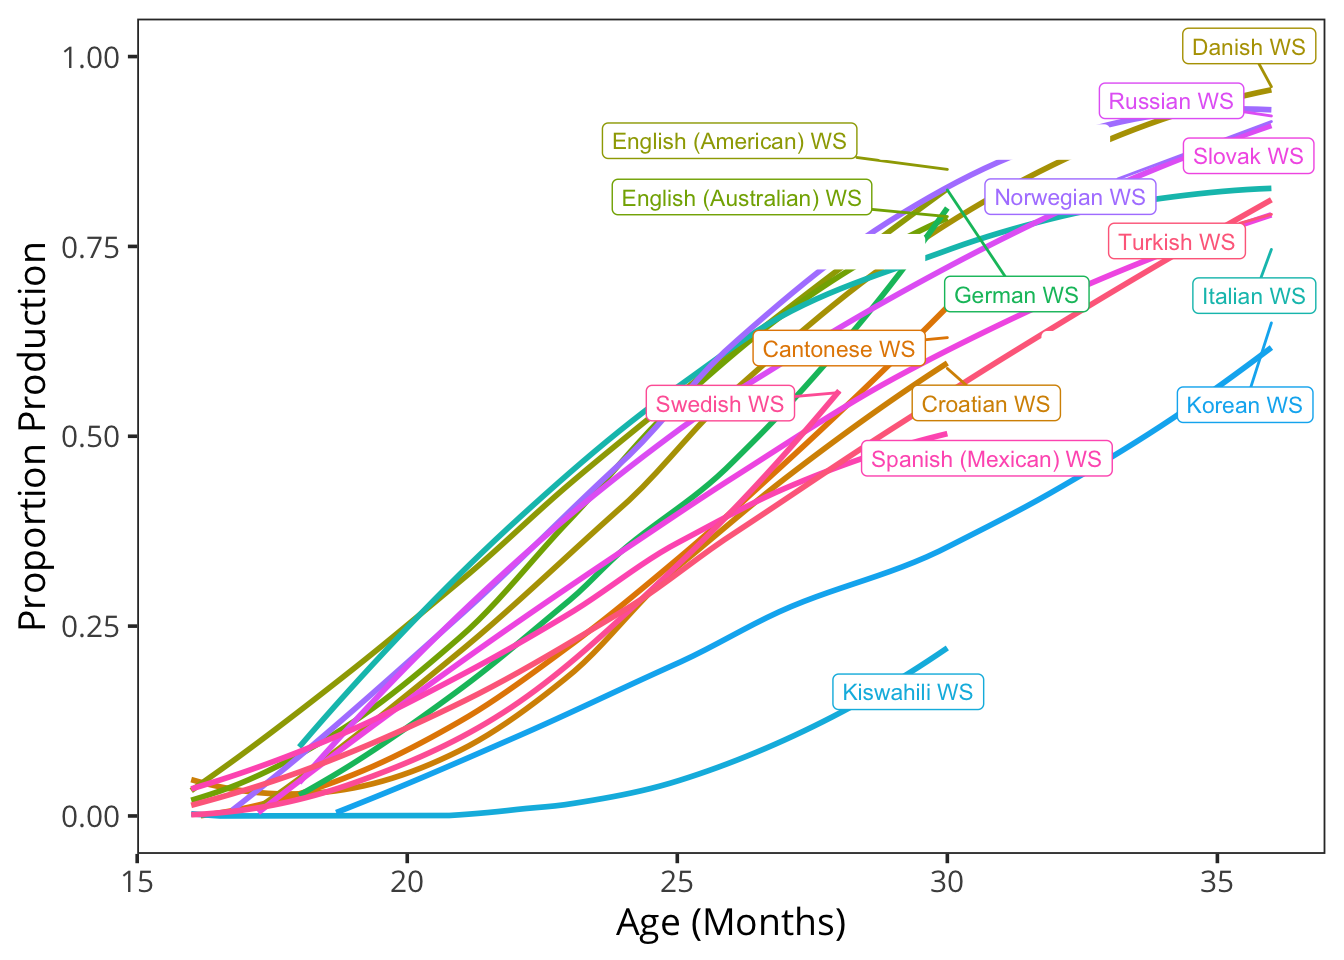 Proportion Production
1.00
0.75
0.50
0.25
0.00
Danish WS
Russian WS
English (American) WS
Slovak WS
English (Australian) WS
Norwegian WS
Turkish WS
German WS
Italian WS
Cantonese WS
Swedish WS
Croatian WS
Korean WS
Spanish (Mexican) WS
Kiswahili WS
15
20
25
30
35
Age (Months)